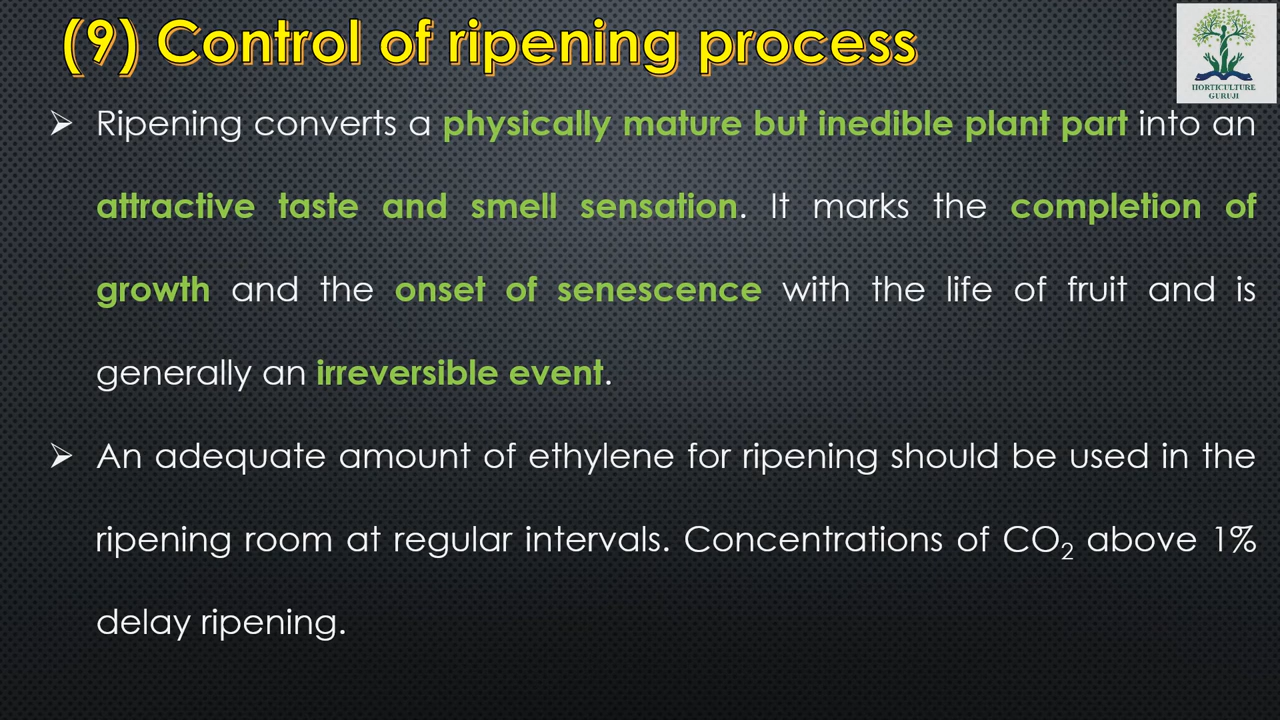 (9) Control of ripening process
HORTICULTURE
GURUJI
➢ Ripening converts a physically mature but inedible plant part into an
attractive taste and smell sensation. It marks the completion of
growth and the onset of senescence with the life of fruit and is
generally an irreversible event.
➢ An adequate amount of ethylene for ripening should be used in the
ripening room at regular intervals. Concentrations of CO₂ above 1%
delay ripening.